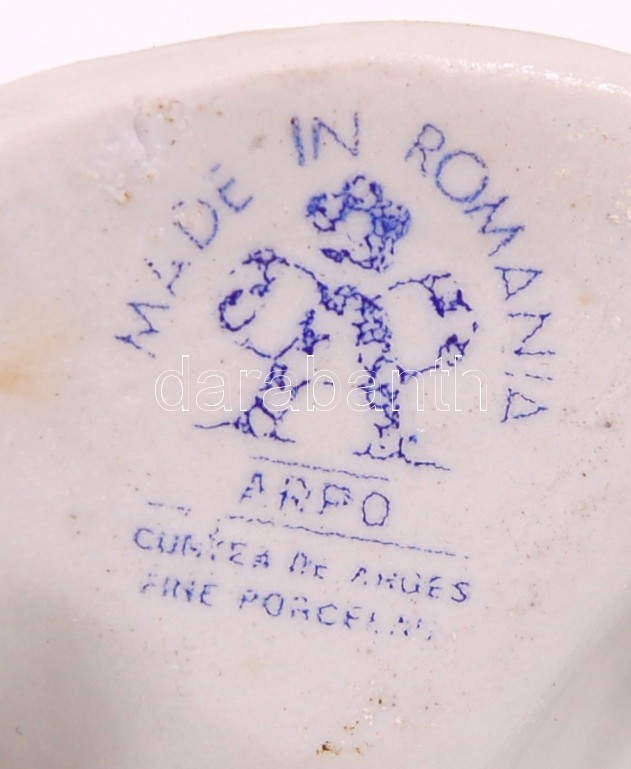 MADE IN ROMANIA
darabanth
ARPO
CURTEA DE ARGES
FINE PORCELAIN